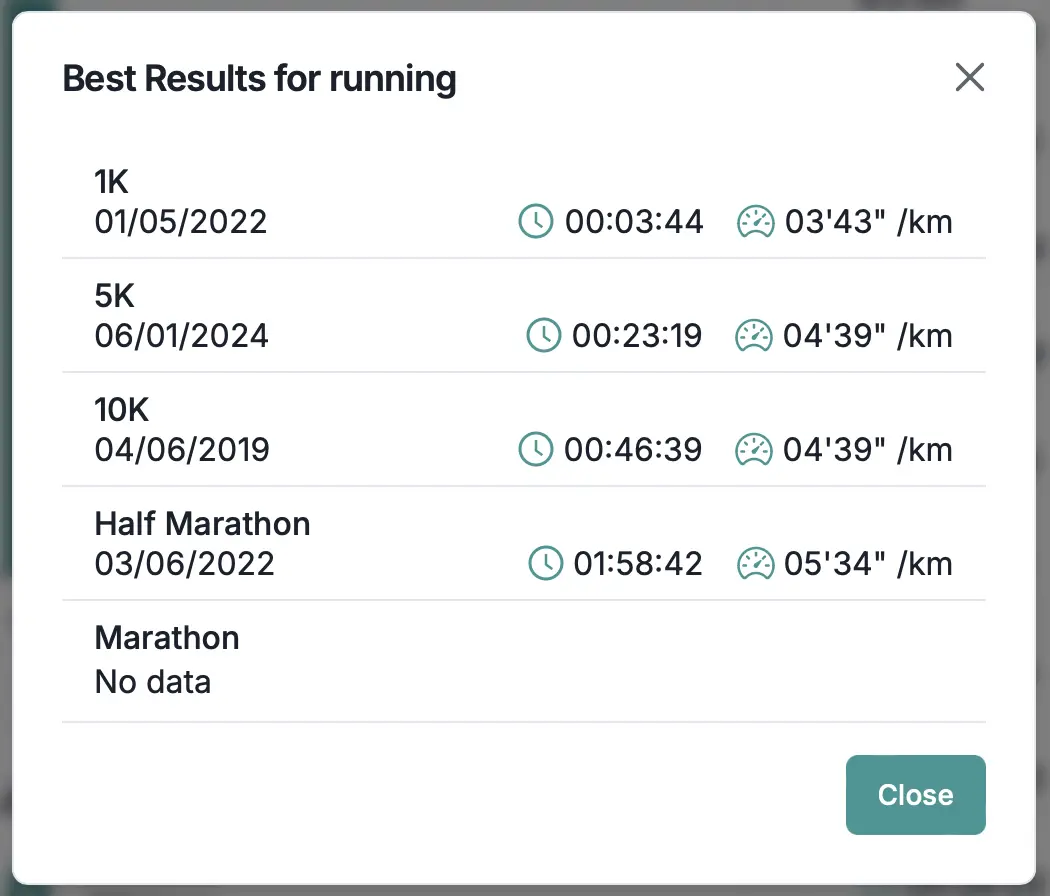 Best Results for running
1K
01/05/2022 00:03:44 03'43" /km
5K
06/01/2024 00:23:19 04'39" /km
10K
04/06/2019 00:46:39 04'39" /km
Half Marathon
03/06/2022 01:58:42 05'34" /km
Marathon
No data
Close